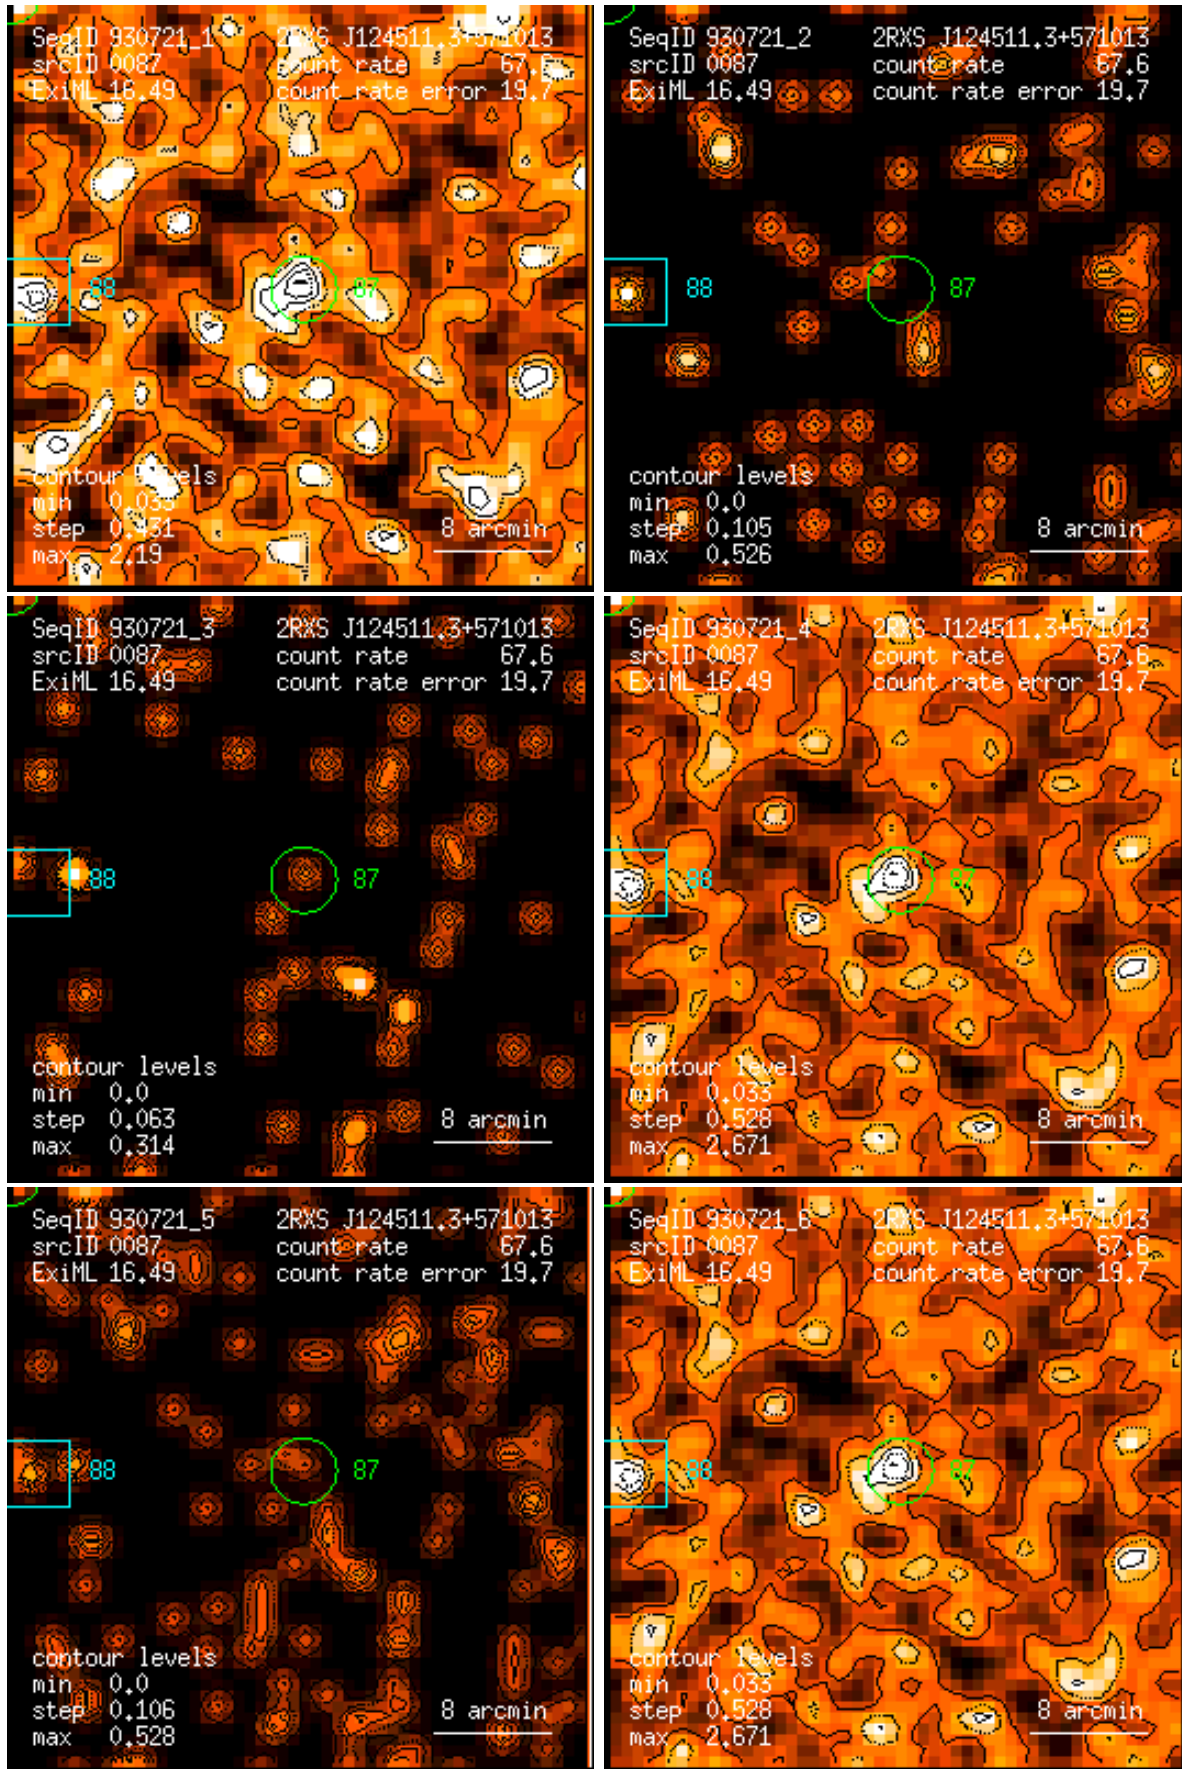 SeqID 930721_1 2RXS J124511.3+571013
srcID 0087 count rate 67.6
ExiML 16.49 count rate error 19.7
88 87
contour levels
min 0.033
step 0.431 8 arcmin
max 2.19
SeqID 930721_2 2RXS J124511.3+571013
srcID 0087 count rate 67.6
ExiML 16.49 count rate error 19.7
88 87
contour levels
min 0.0
step 0.105 8 arcmin
max 0.526
SeqID 930721_3 2RXS J124511.3+571013
srcID 0087 count rate 67.6
ExiML 16.49 count rate error 19.7
88 87
contour levels
min 0.0
step 0.063 8 arcmin
max 0.314
SeqID 930721_4 2RXS J124511.3+571013
srcID 0087 count rate 67.6
ExiML 16.49 count rate error 19.7
88 87
contour levels
min 0.033
step 0.528 8 arcmin
max 2.671
SeqID 930721_5 2RXS J124511.3+571013
srcID 0087 count rate 67.6
ExiML 16.49 count rate error 19.7
88 87
contour levels
min 0.0
step 0.106 8 arcmin
max 0.528
SeqID 930721_6 2RXS J124511.3+571013
srcID 0087 count rate 67.6
ExiML 16.49 count rate error 19.7
88 87
contour levels
min 0.033
step 0.528 8 arcmin
max 2.671